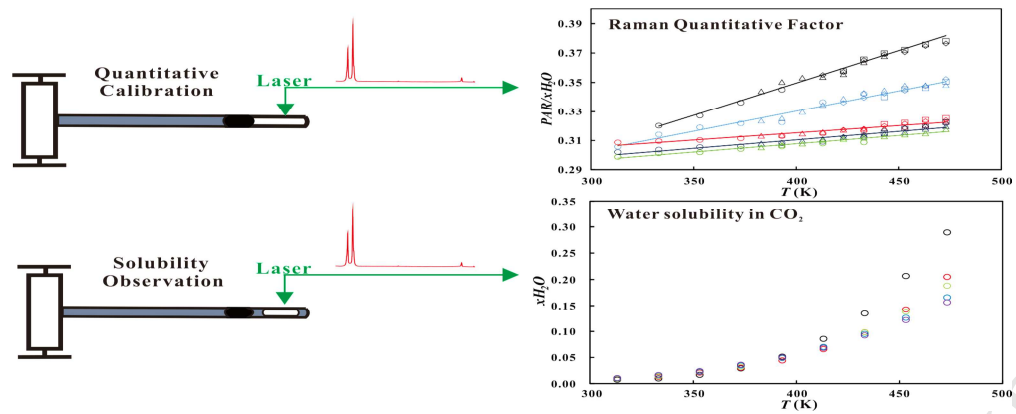 Quantitative
Calibration
Laser
Raman Quantitative Factor
PAR/xH₂O
0.39
0.37
0.35
0.33
0.31
0.29
300
350
400
450
500
T (K)
Solubility
Observation
Laser
Water solubility in CO₂
xH₂O
0.35
0.30
0.25
0.20
0.15
0.10
0.05
0.00
300
350
400
450
500
T (K)